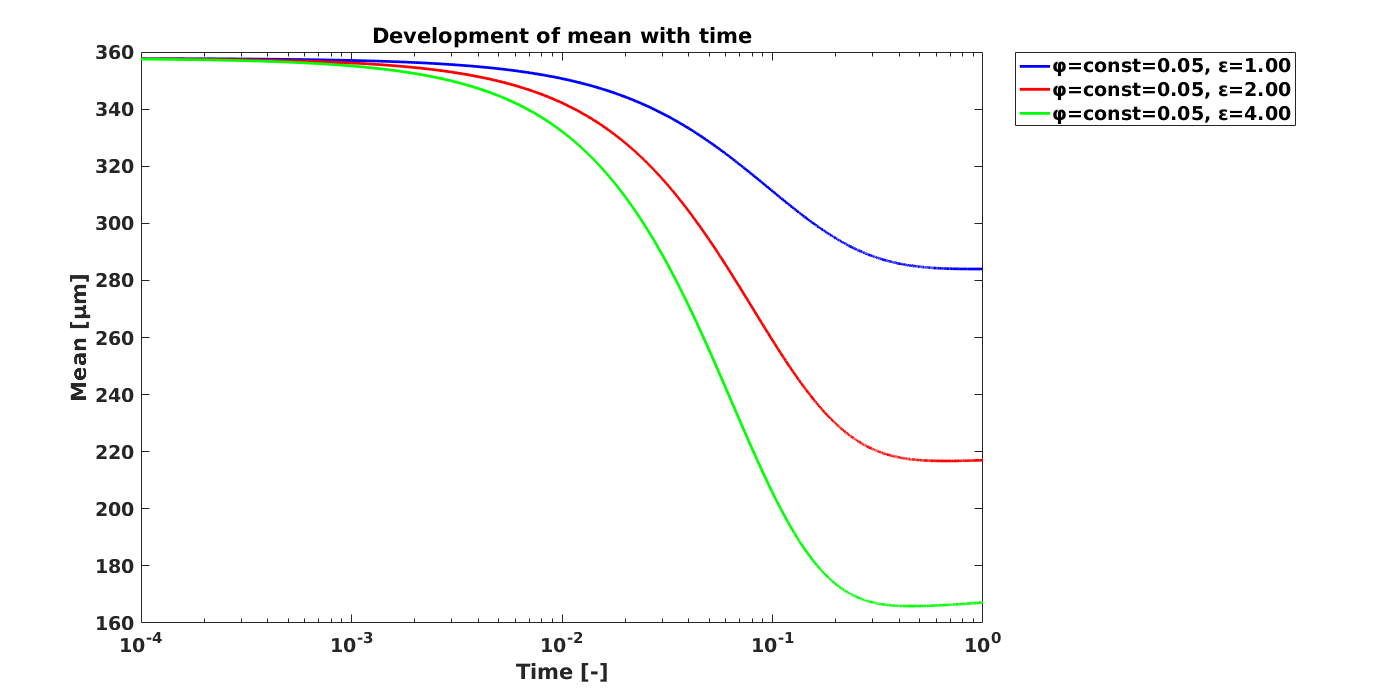 Development of mean with time
φ=const=0.05, ε=1.00
φ=const=0.05, ε=2.00
φ=const=0.05, ε=4.00
Mean [μm]
360
340
320
300
280
260
240
220
200
180
160
10^-4 10^-3 10^-2 10^-1 10^0
Time [-]